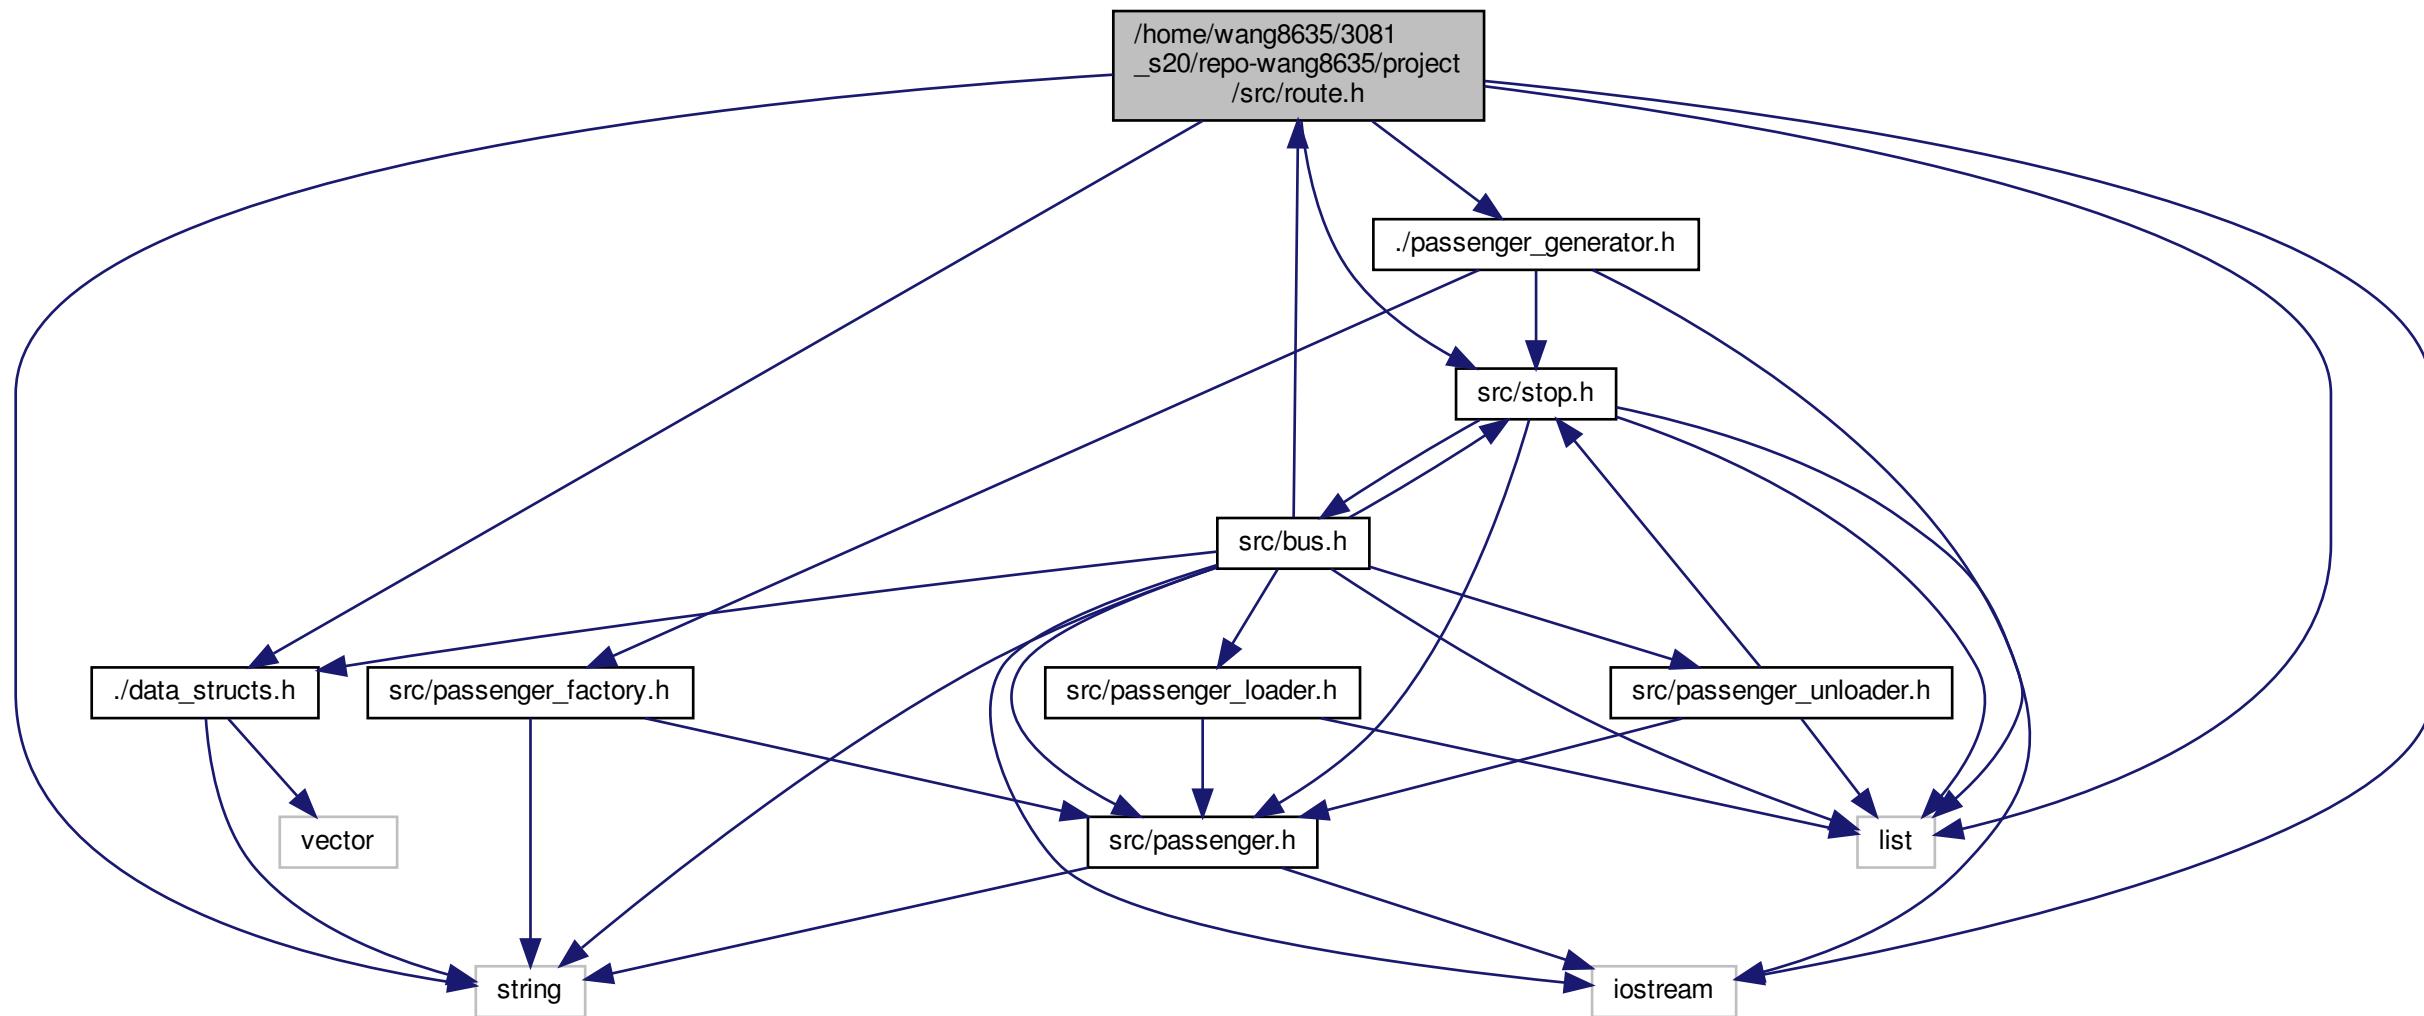 /home/wang8635/3081
_s20/repo-wang8635/project
/src/route.h
./passenger_generator.h
src/stop.h
src/bus.h
./data_structs.h
src/passenger_factory.h
src/passenger_loader.h
src/passenger_unloader.h
vector
src/passenger.h
list
string
iostream